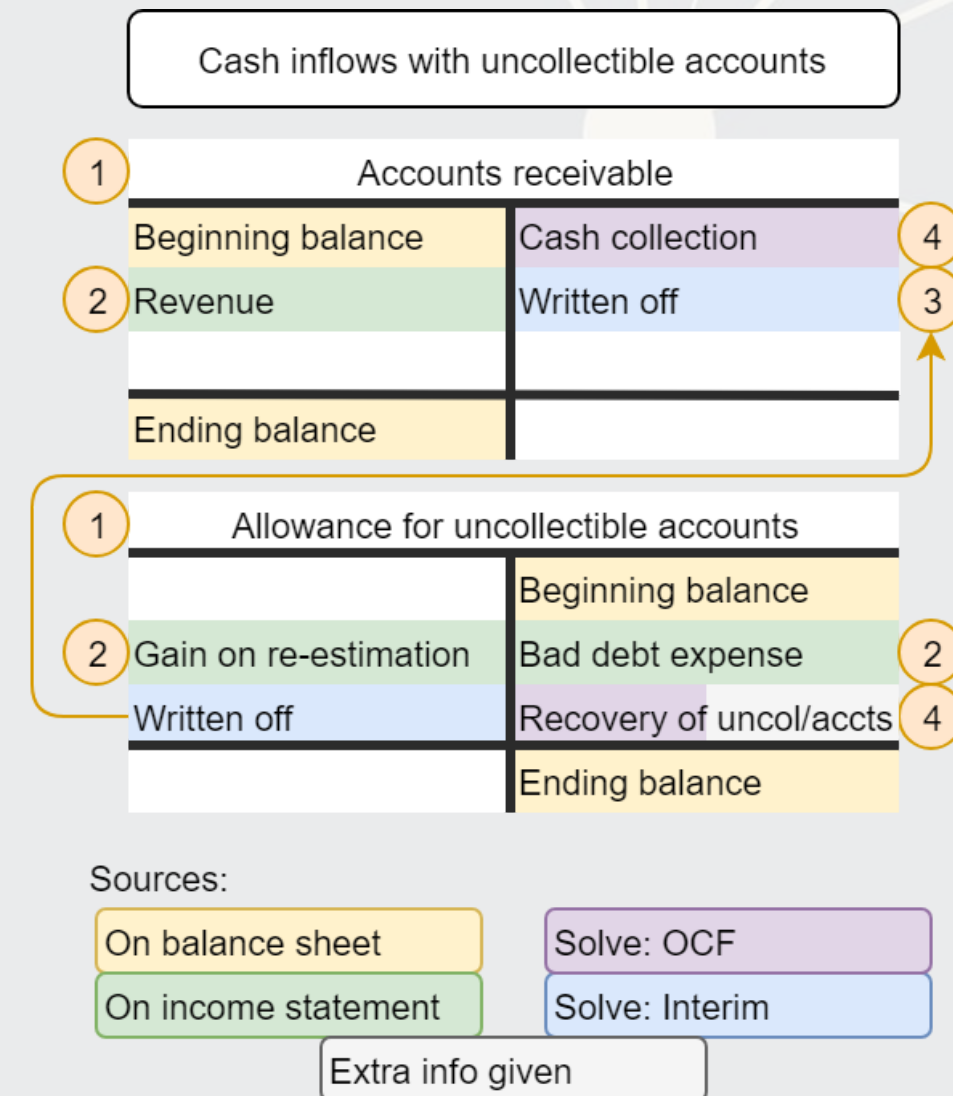 Cash inflows with uncollectible accounts
1 Accounts receivable
Beginning balance Cash collection 4
2 Revenue Written off 3
Ending balance
1 Allowance for uncollectible accounts
Beginning balance
2 Gain on re-estimation Bad debt expense 2
Written off Recovery of uncol/accts 4
Ending balance
Sources:
On balance sheet Solve: OCF
On income statement Solve: Interim
Extra info given